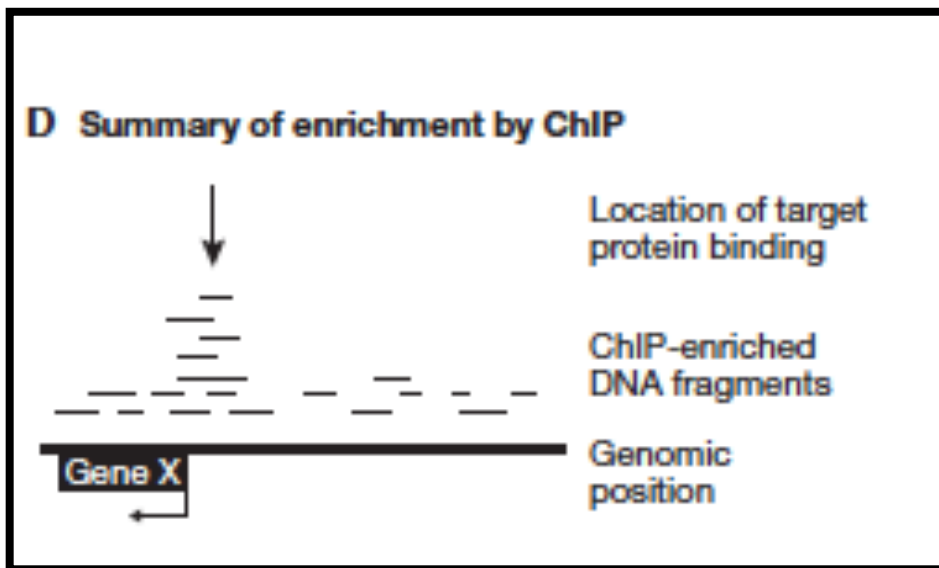 D Summary of enrichment by ChIP
Location of target
protein binding
ChIP-enriched
DNA fragments
Genomic
position
Gene X